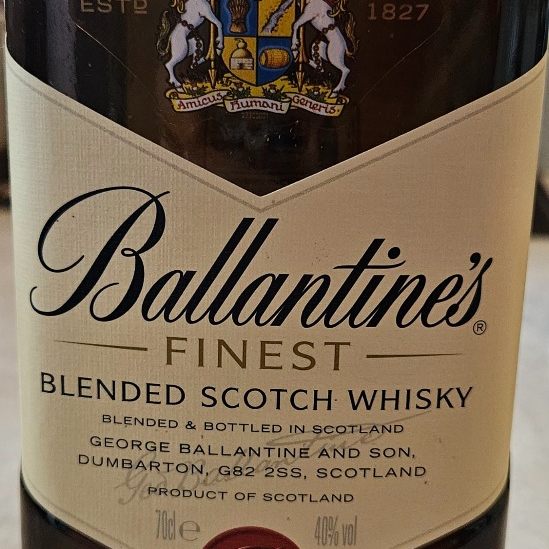 ESTD 1827
Amicus Humani Generis
Ballantine's®
FINEST
BLENDED SCOTCH WHISKY
BLENDED & BOTTLED IN SCOTLAND
GEORGE BALLANTINE AND SON,
DUMBARTON, G82 2SS, SCOTLAND
PRODUCT OF SCOTLAND
70cl e 40% vol